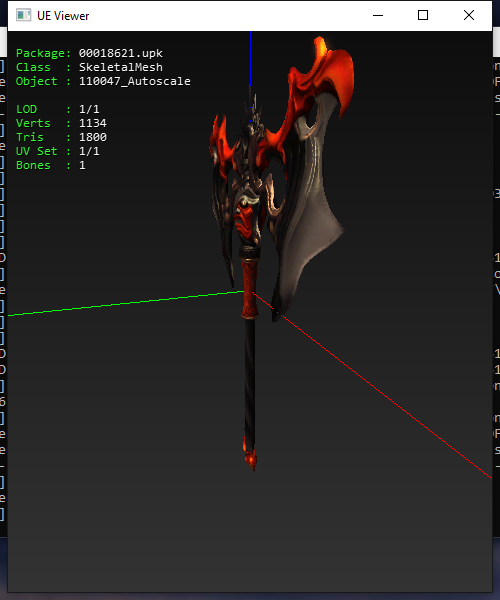 UE Viewer
Package: 00018621.upk
Class : SkeletalMesh
Object : 110047_Autoscale
LOD : 1/1
Verts : 1134
Tris : 1800
UV Set : 1/1
Bones : 1